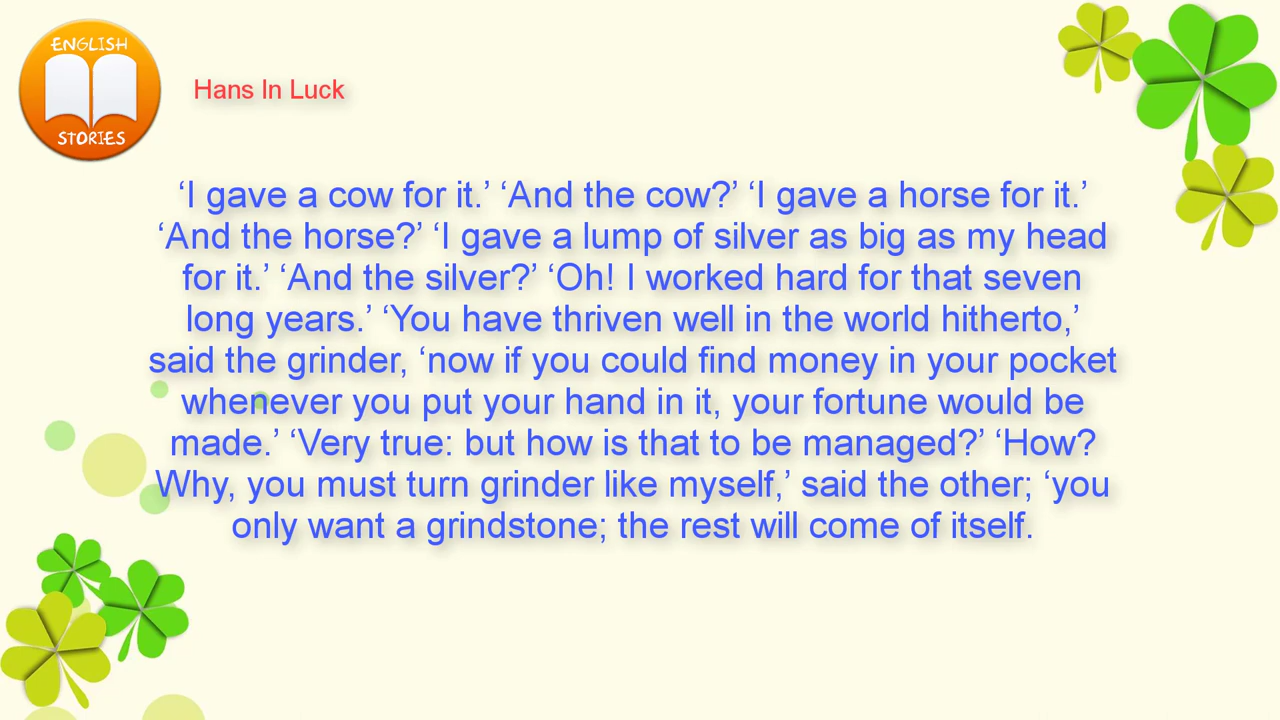 ENGLISH
STORIES
Hans In Luck
‘I gave a cow for it.’ ‘And the cow?’ ‘I gave a horse for it.’
‘And the horse?’ ‘I gave a lump of silver as big as my head
for it.’ ‘And the silver?’ ‘Oh! I worked hard for that seven
long years.’ ‘You have thriven well in the world hitherto,’
said the grinder, ‘now if you could find money in your pocket
whenever you put your hand in it, your fortune would be
made.’ ‘Very true: but how is that to be managed?’ ‘How?
Why, you must turn grinder like myself,’ said the other; ‘you
only want a grindstone; the rest will come of itself.